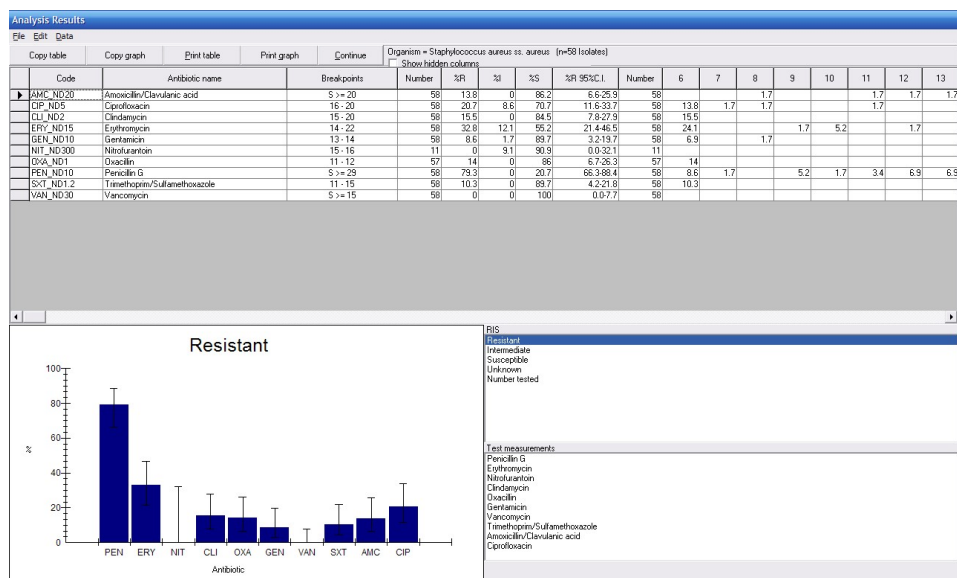 Analysis Results
File Edit Data
Copy table Copy graph Print table Print graph Continue
Organism = Staphylococcus aureus ss. aureus (n=58 Isolates)
Show hidden columns
Code Antibiotic name Breakpoints Number %R %I %S %R 95%C.I. Number 6 7 8 9 10 11 12 13
AMC_ND20 Amoxicillin/Clavulanic acid S >= 20 58 13.8 0 86.2 6.6-25.9 58 1.7 1.7 1.7 1.7
CIP_ND5 Ciprofloxacin 16 - 20 58 20.7 8.6 70.7 11.6-33.7 58 13.8 1.7 1.7 1.7
CLI_ND2 Clindamycin 15 - 20 58 15.5 0 84.5 7.8-27.9 58 15.5
ERY_ND15 Erythromycin 14 - 22 58 32.8 12.1 55.2 21.4-46.5 58 24.1 1.7 5.2 1.7
GEN_ND10 Gentamicin 13 - 14 58 8.6 1.7 89.7 3.2-19.7 58 6.9 1.7
NIT_ND300 Nitrofurantoin 15 - 16 11 0 9.1 90.9 0.0-32.1 11
OXA_ND1 Oxacillin 11 - 12 57 14 0 86 6.7-26.3 57 14
PEN_ND10 Penicillin G S >= 29 58 79.3 0 20.7 66.3-88.4 58 8.6 1.7 5.2 1.7 3.4 6.9 6.9
SXT_ND1.2 Trimethoprim/Sulfamethoxazole 11 - 15 58 10.3 0 89.7 4.2-21.8 58 10.3
VAN_ND30 Vancomycin S >= 15 58 0 0 100 0.0-7.7 58
Resistant
100
80
60
40
20
0
%
PEN ERY NIT CLI OXA GEN VAN SXT AMC CIP
Antibiotic
RIS
Resistant
Intermediate
Susceptible
Unknown
Number tested
Test measurements
Penicillin G
Erythromycin
Nitrofurantoin
Clindamycin
Oxacillin
Gentamicin
Vancomycin
Trimethoprim/Sulfamethoxazole
Amoxicillin/Clavulanic acid
Ciprofloxacin